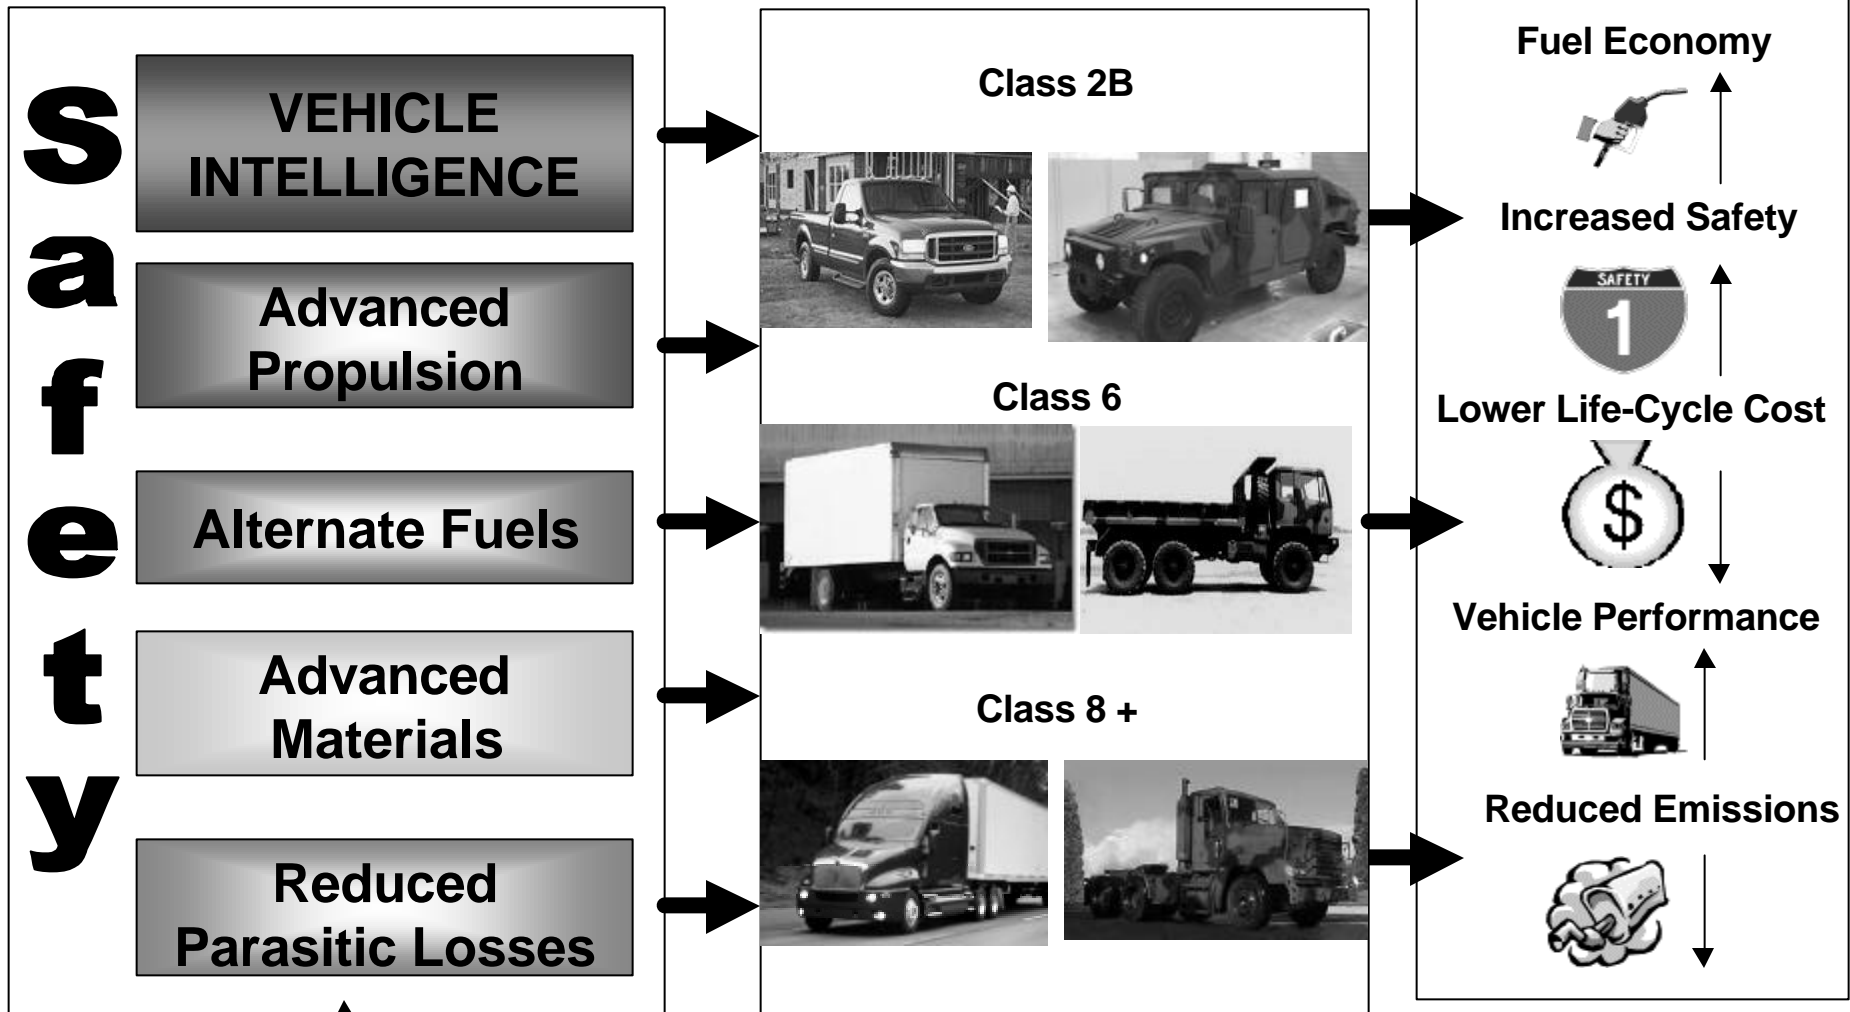 Safety
VEHICLE
INTELLIGENCE
Advanced
Propulsion
Alternate Fuels
Advanced
Materials
Reduced
Parasitic Losses
Class 2B
Class 6
Class 8 +
Fuel Economy
Increased Safety
SAFETY
1
Lower Life-Cycle Cost
$
Vehicle Performance
Reduced Emissions